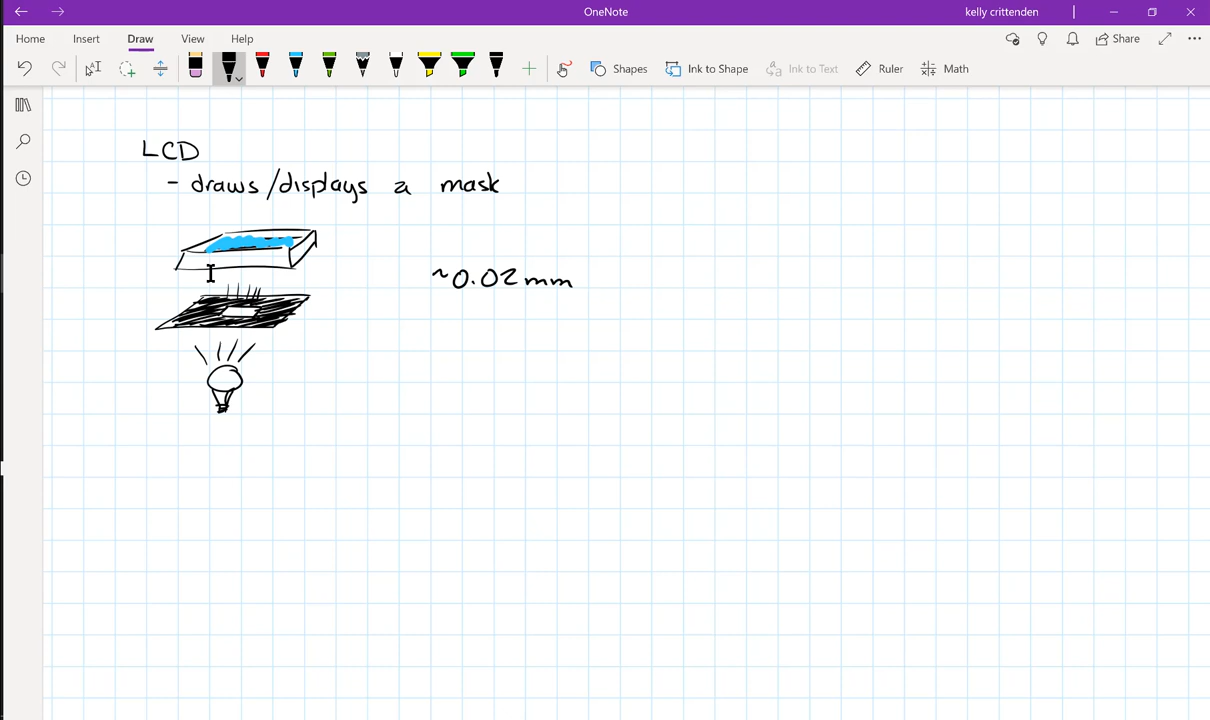 OneNote
kelly crittenden
Home Insert Draw View Help
Share
Shapes Ink to Shape Ink to Text Ruler Math
LCD
- draws/displays a mask
~0.02mm